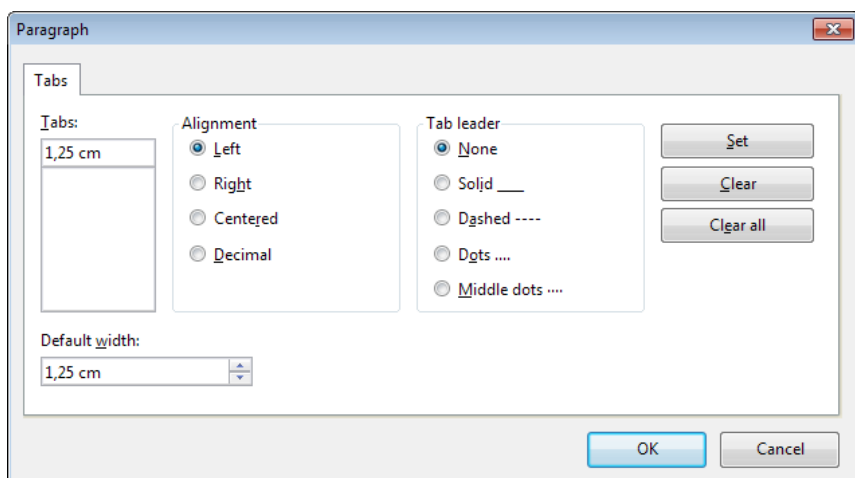 Paragraph
Tabs
Tabs:
1,25 cm
Alignment
Left
Right
Centered
Decimal
Tab leader
None
Solid ___
Dashed ----
Dots ....
Middle dots ····
Set
Clear
Clear all
Default width:
1,25 cm
OK
Cancel